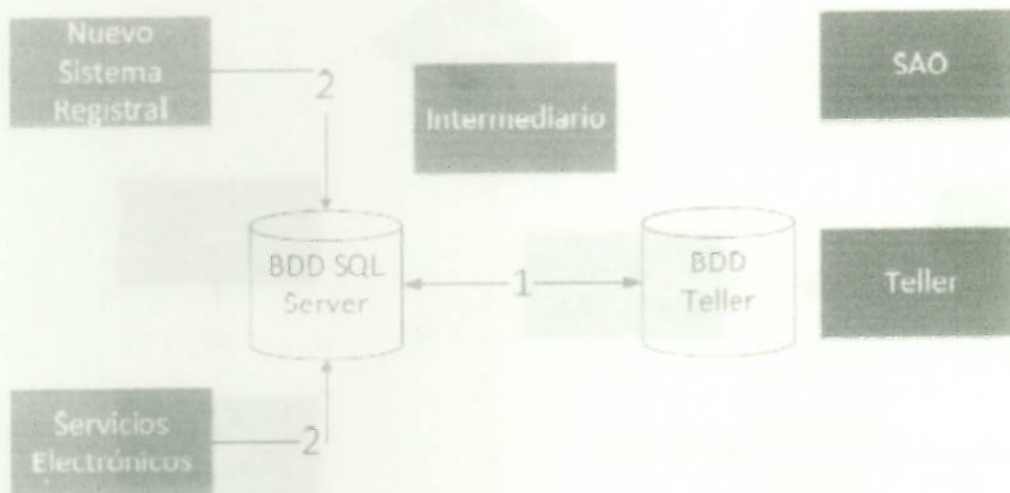 Nuevo
Sistema
Registral
2
Intermediario
SAO
BDD SQL
Server
1
BDD
Teller
Teller
Servicios
Electrónicos
2